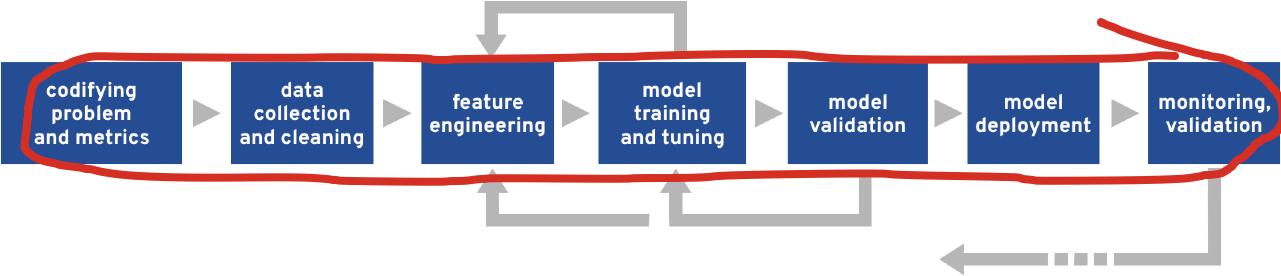 codifying
problem
and metrics
data
collection
and cleaning
feature
engineering
model
training
and tuning
model
validation
model
deployment
monitoring,
validation